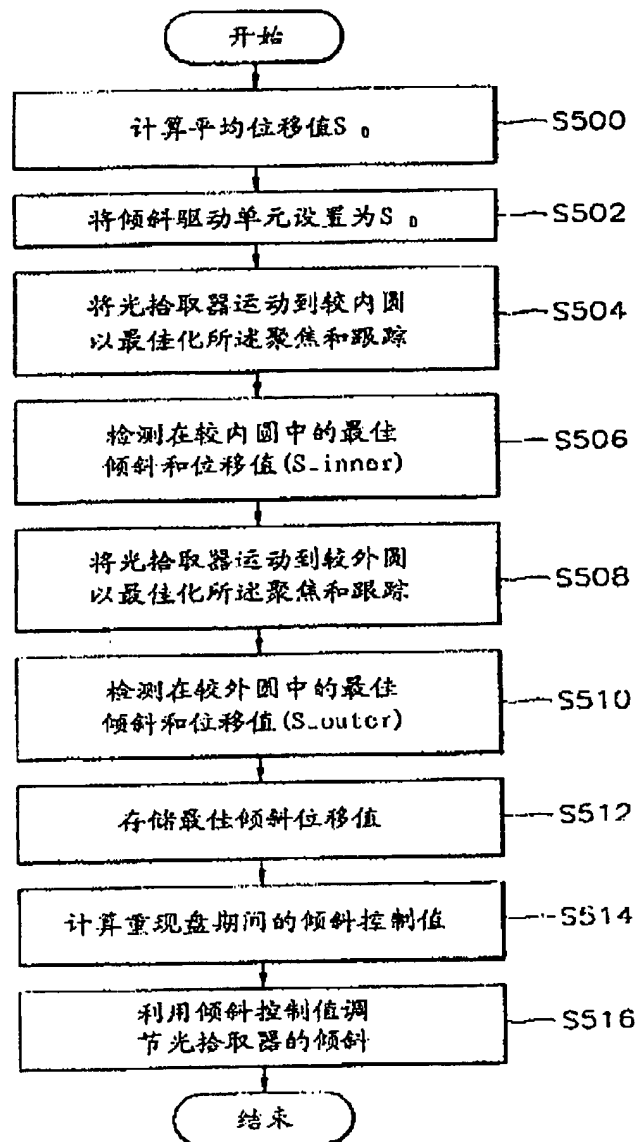 开始
计算平均位移值S₀
S500
将倾斜驱动单元设置为S₀
S502
将光拾取器运动到较内圆
以最佳化所述聚焦和跟踪
S504
检测在较内圆中的最佳
倾斜和位移值(S_inner)
S506
将光拾取器运动到较外圆
以最佳化所述聚焦和跟踪
S508
检测在较外圆中的最佳
倾斜和位移值(S_outer)
S510
存储最佳倾斜位移值
S512
计算重现盘期间的倾斜控制值
S514
利用倾斜控制值调
节光拾取器的倾斜
S516
结束